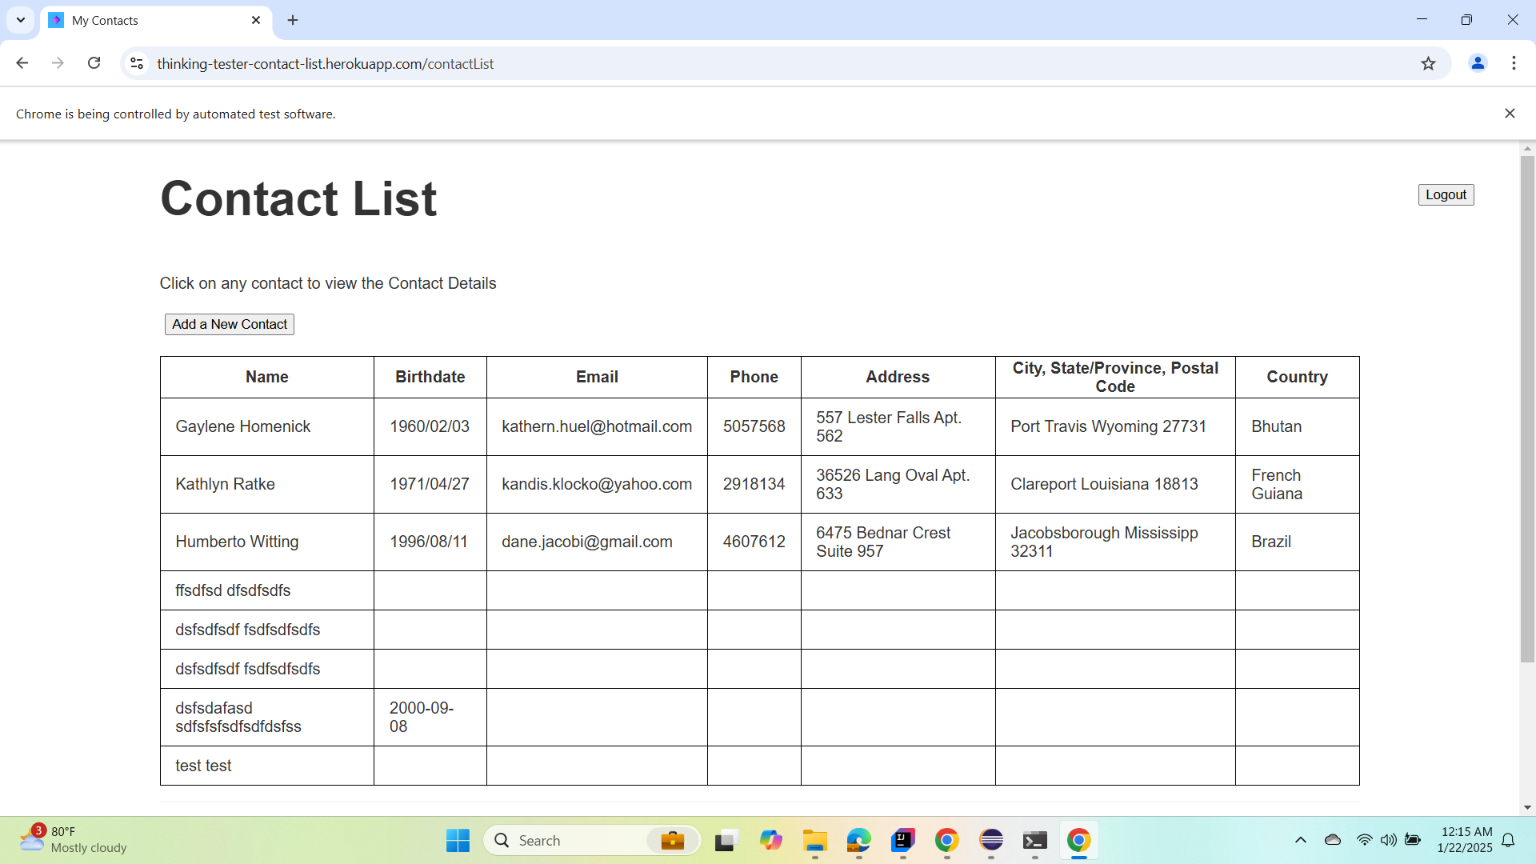 My Contacts
thinking-tester-contact-list.herokuapp.com/contactList
Chrome is being controlled by automated test software.
Contact List
Logout
Click on any contact to view the Contact Details
Add a New Contact
Name Birthdate Email Phone Address City, State/Province, Postal Code Country
Gaylene Homenick 1960/02/03 kathern.huel@hotmail.com 5057568 557 Lester Falls Apt. 562 Port Travis Wyoming 27731 Bhutan
Kathlyn Ratke 1971/04/27 kandis.klocko@yahoo.com 2918134 36526 Lang Oval Apt. 633 Clareport Louisiana 18813 French Guiana
Humberto Witting 1996/08/11 dane.jacobi@gmail.com 4607612 6475 Bednar Crest Suite 957 Jacobsborough Mississipp 32311 Brazil
ffsdfsd dfsdfsdfs
dsfsdfsdf fsdfsdfsdfs
dsfsdfsdf fsdfsdfsdfs
dsfsdafasd sdfsfsfsdfsdfdsfss 2000-09-08
test test
3
80°F
Mostly cloudy
Search
12:15 AM
1/22/2025